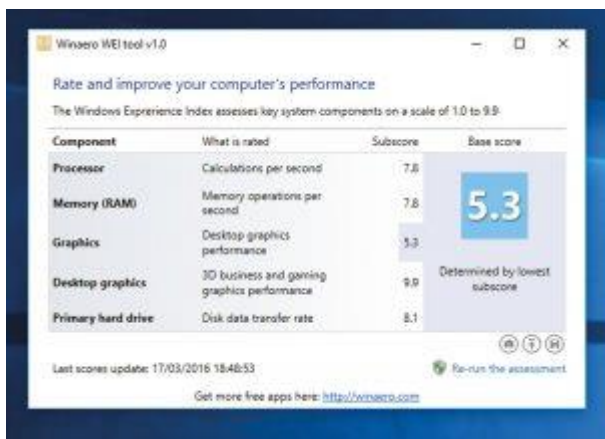 Winaero WEI tool v1.0
Rate and improve your computer's performance
The Windows Exprerience Index assesses key system components on a scale of 1.0 to 9.9
Component What is rated Subscore Base score
Processor Calculations per second 7.8
Memory (RAM) Memory operations per second 7.8
5.3
Graphics Desktop graphics performance 5.3
Desktop graphics 3D business and gaming graphics performance 9.9
Determined by lowest subscore
Primary hard drive Disk data transfer rate 8.1
Last scores update: 17/03/2016 18:48:53 Re-run the assessment
Get more free apps here: http://winaero.com